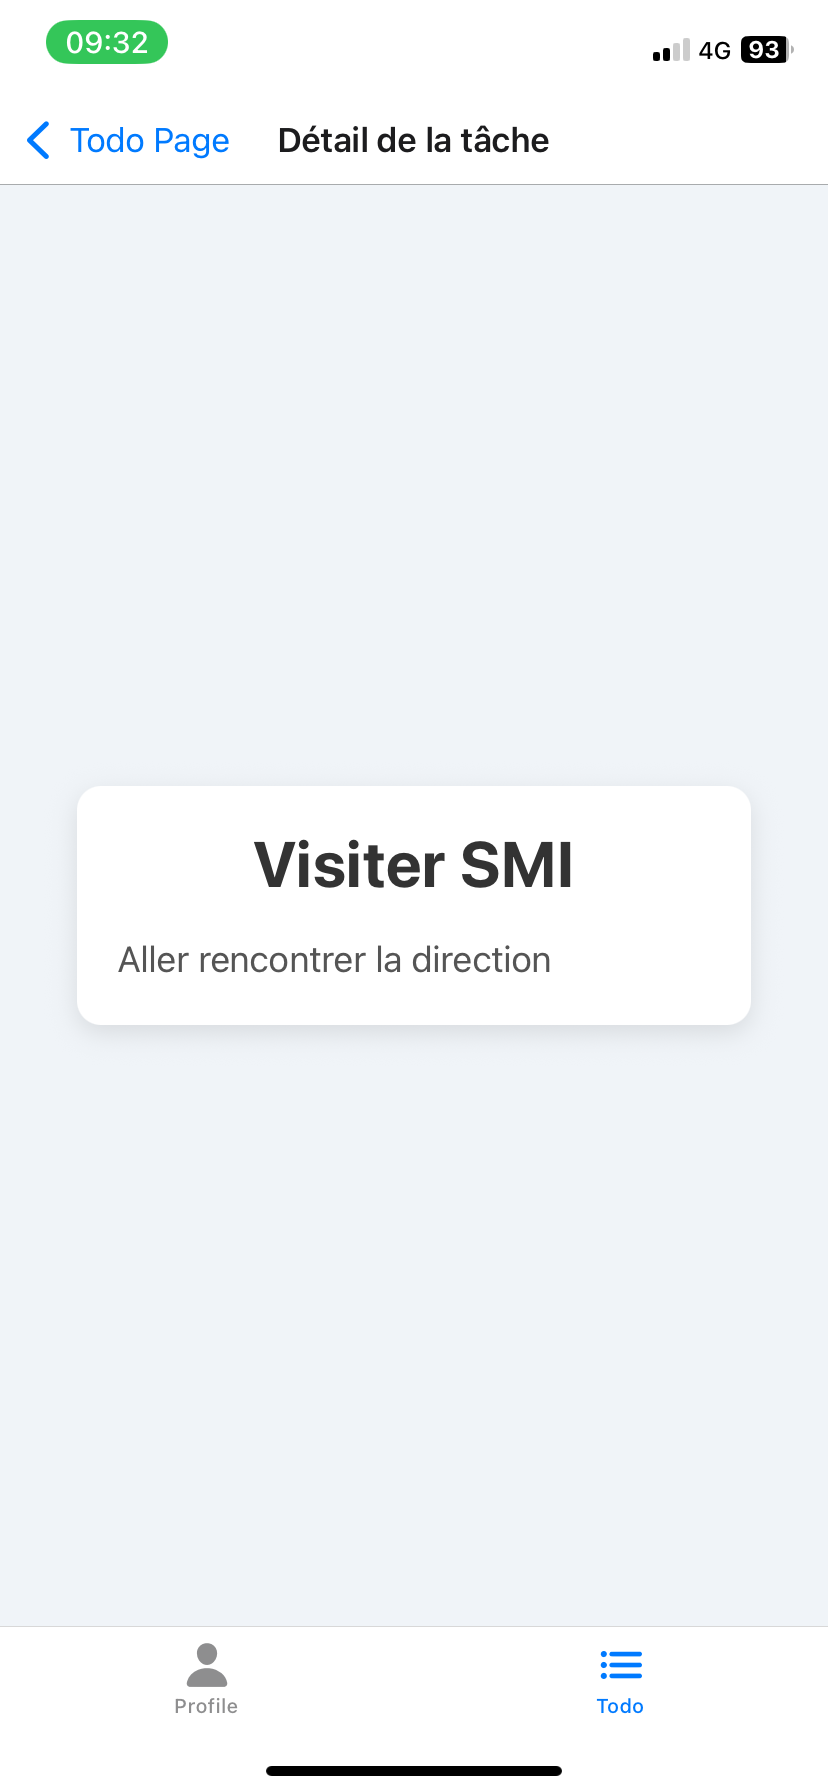 09:32
4G 93
Todo Page Détail de la tâche
Visiter SMI
Aller rencontrer la direction
Profile Todo